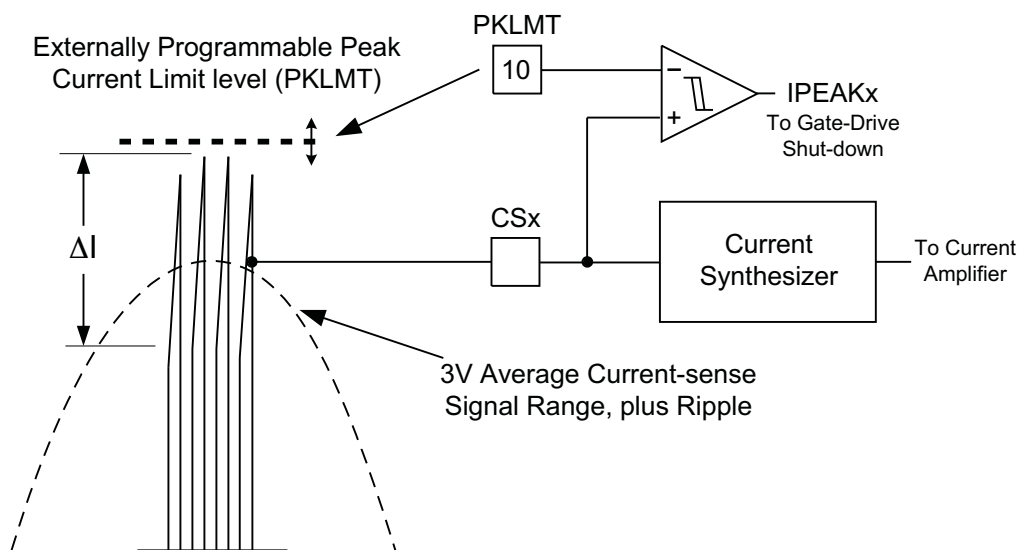 Externally Programmable Peak
Current Limit level (PKLMT)
PKLMT
10
−
+
IPEAKx
To Gate-Drive
Shut-down
ΔI
CSx
Current
Synthesizer
To Current
Amplifier
3V Average Current-sense
Signal Range, plus Ripple